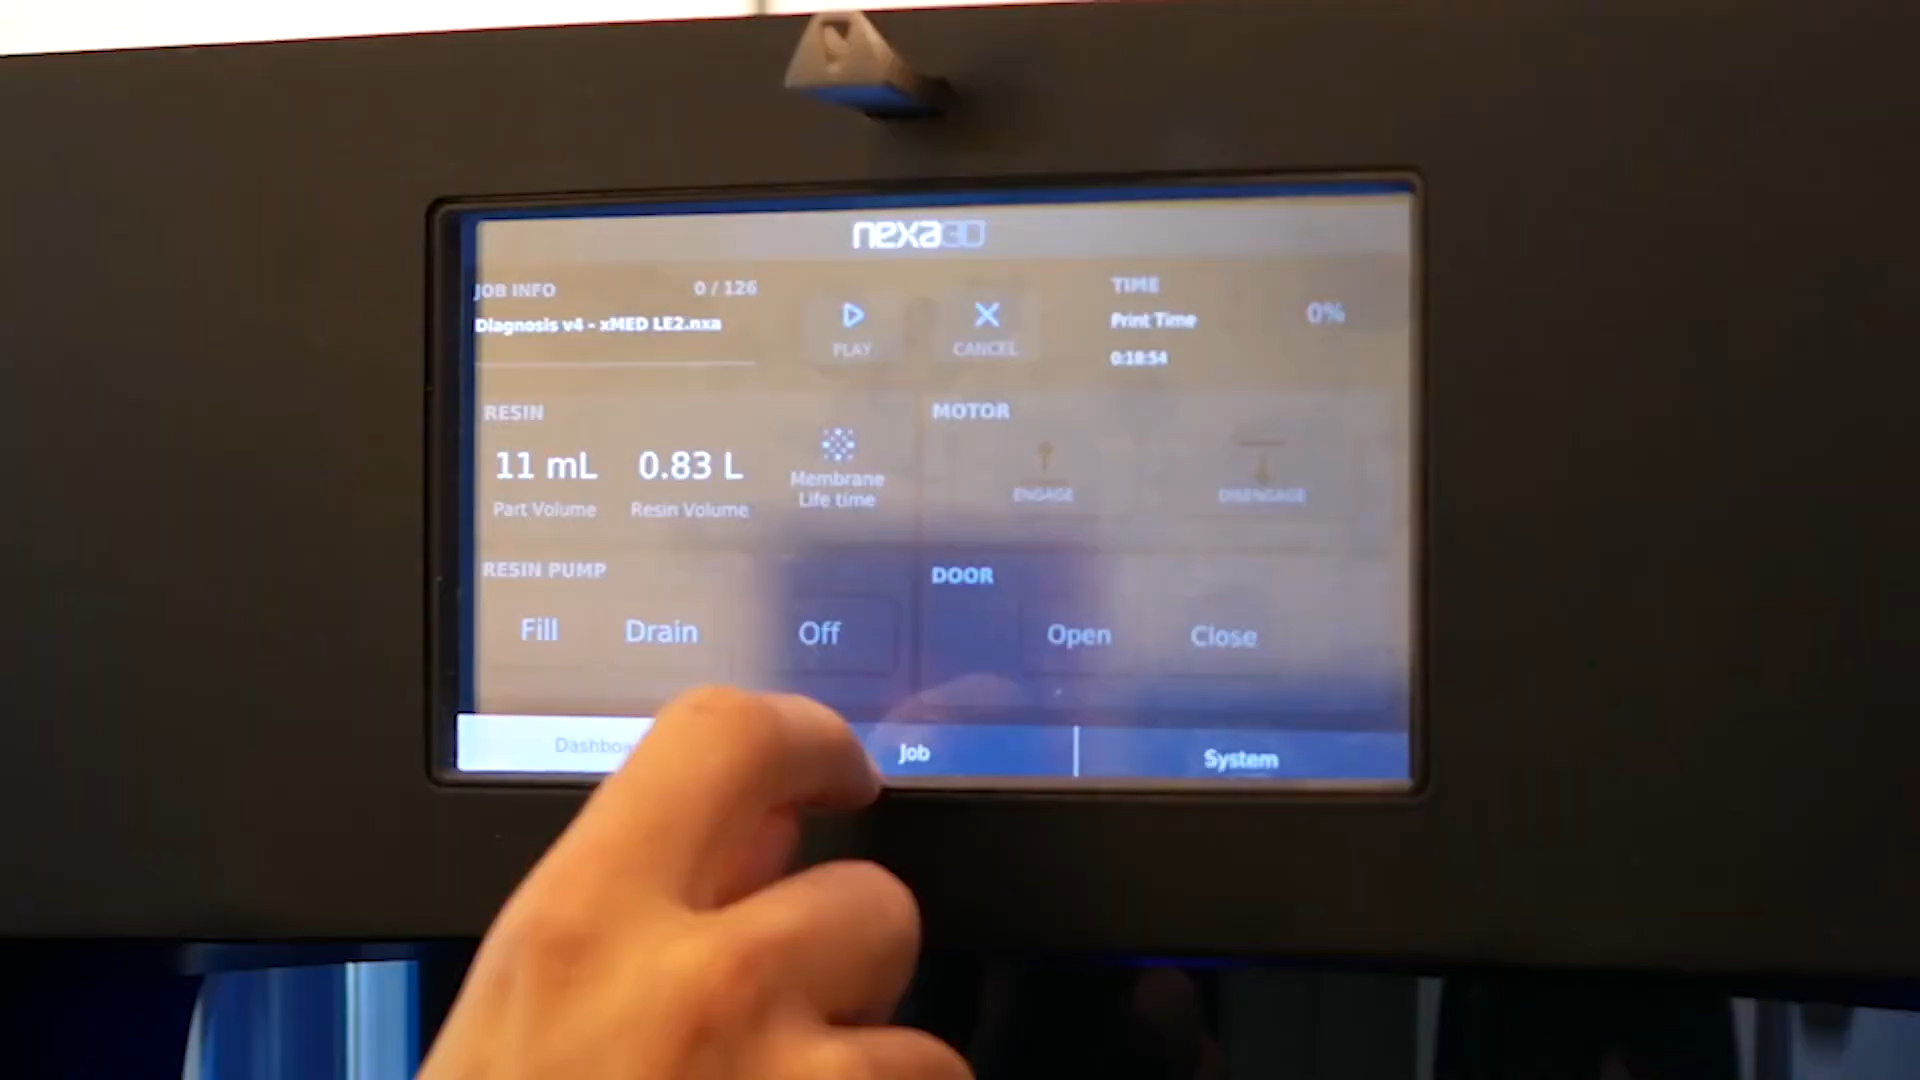 nexa3D
JOB INFO 0 / 126
Diagnosis v4 - xMED LE2.nxa
PLAY
CANCEL
TIME
Print Time 0%
0:18:54
RESIN
11 mL 0.83 L
Part Volume Resin Volume
Membrane
Life time
MOTOR
ENGAGE DISENGAGE
RESIN PUMP
Fill Drain Off
DOOR
Open Close
Dashboa Job System